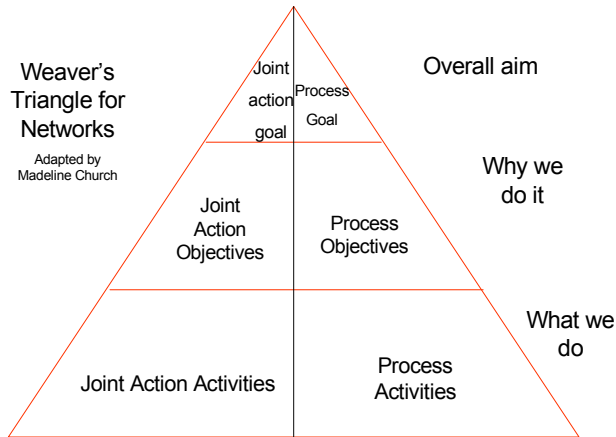 Weaver's
Triangle for
Networks
Adapted by
Madeline Church
Joint
action
goal
Process
Goal
Overall aim
Joint
Action
Objectives
Process
Objectives
Why we
do it
Joint Action Activities
Process
Activities
What we
do